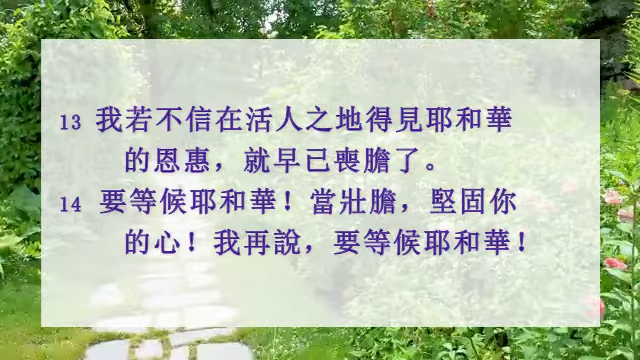 13 我若不信在活人之地得見耶和華
的恩惠，就早已喪膽了。
14 要等候耶和華！當壯膽，堅固你
的心！我再說，要等候耶和華！